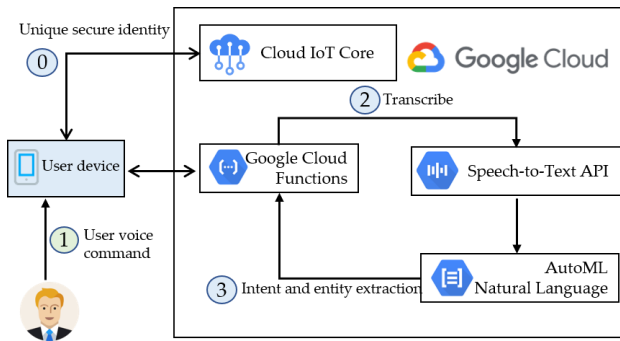 Unique secure identity
0
Cloud IoT Core
Google Cloud
2 Transcribe
User device
Google Cloud
Functions
Speech-to-Text API
1 User voice
command
3 Intent and entity extraction
AutoML
Natural Language